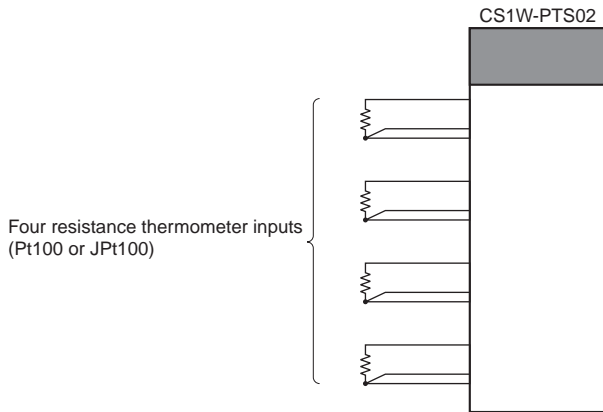 CS1W-PTS02
Four resistance thermometer inputs
(Pt100 or JPt100)